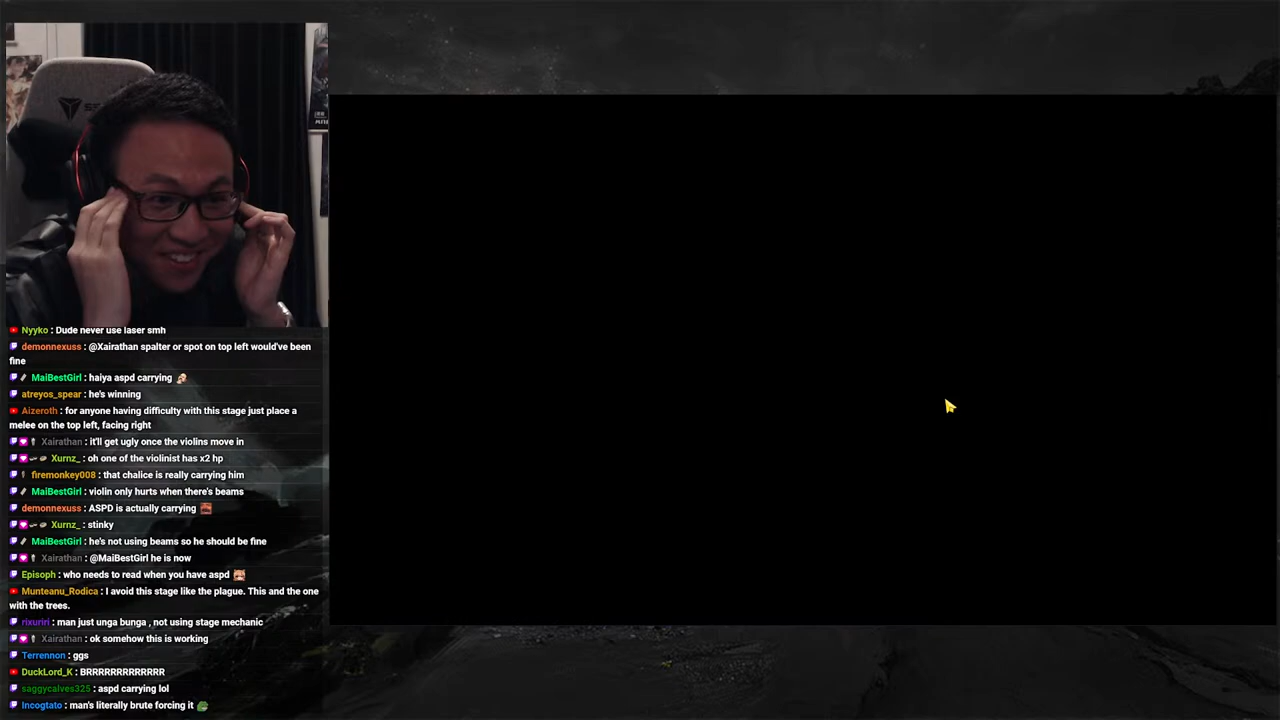 Nyyko : Dude never use laser smh
demonnexuss : @Xairathan spalter or spot on top left would've been
fine
MaiBestGirl : haiya aspd carrying
atreyos_spear : he's winning
Aizeroth : for anyone having difficulty with this stage just place a
melee on the top left, facing right
Xairathan : it'll get ugly once the violins move in
Xurnz_ : oh one of the violinist has x2 hp
firemonkey008 : that chalice is really carrying him
MaiBestGirl : violin only hurts when there's beams
demonnexuss : ASPD is actually carrying
Xurnz_ : stinky
MaiBestGirl : he's not using beams so he should be fine
Xairathan : @MaiBestGirl he is now
Episoph : who needs to read when you have aspd
Munteanu_Rodica : I avoid this stage like the plague. This and the one
with the trees.
rixuriri : man just unga bunga , not using stage mechanic
Xairathan : ok somehow this is working
Terrennon : ggs
DuckLord_K : BRRRRRRRRRRRRR
saggycalves325 : aspd carrying lol
Incogtato : man's literally brute forcing it